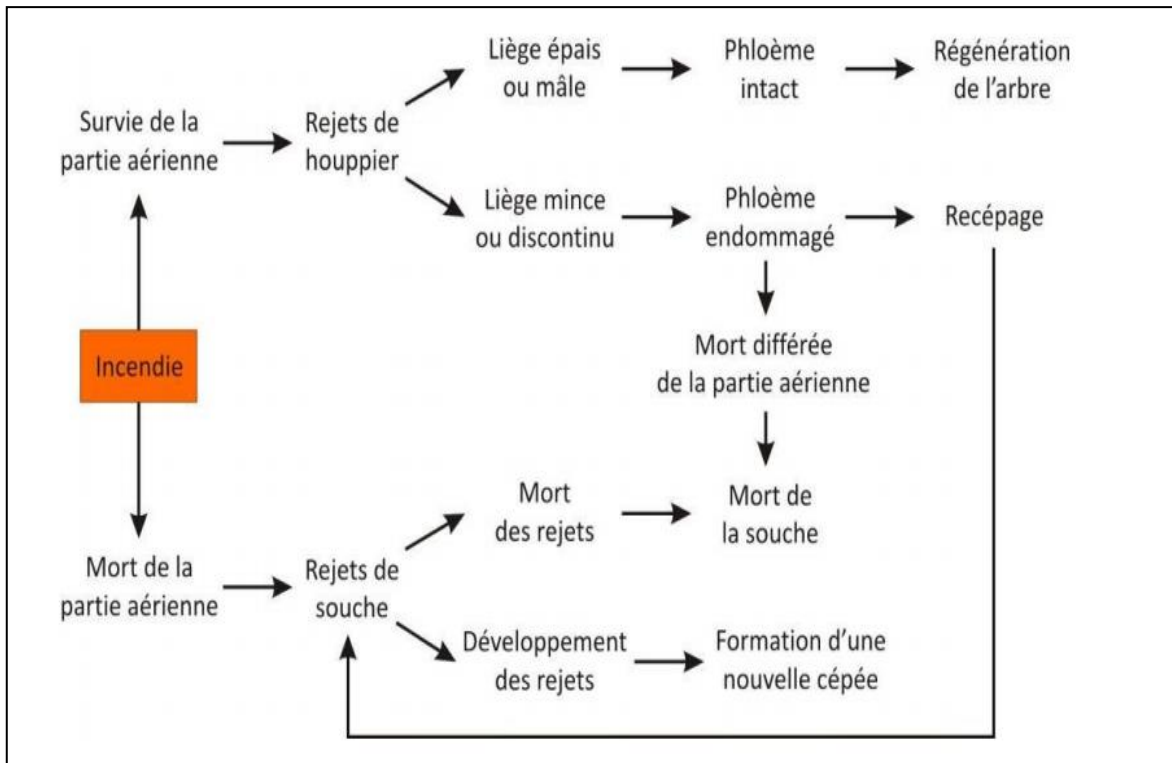 Liège épais
ou mâle
Phloème
intact
Régénération
de l’arbre
Survie de la
partie aérienne
Rejets de
houppier
Liège mince
ou discontinu
Phloème
endommagé
Recépage
Incendie
Mort différée
de la partie aérienne
Mort
des rejets
Mort de
la souche
Mort de la
partie aérienne
Rejets de
souche
Développement
des rejets
Formation d’une
nouvelle cépée